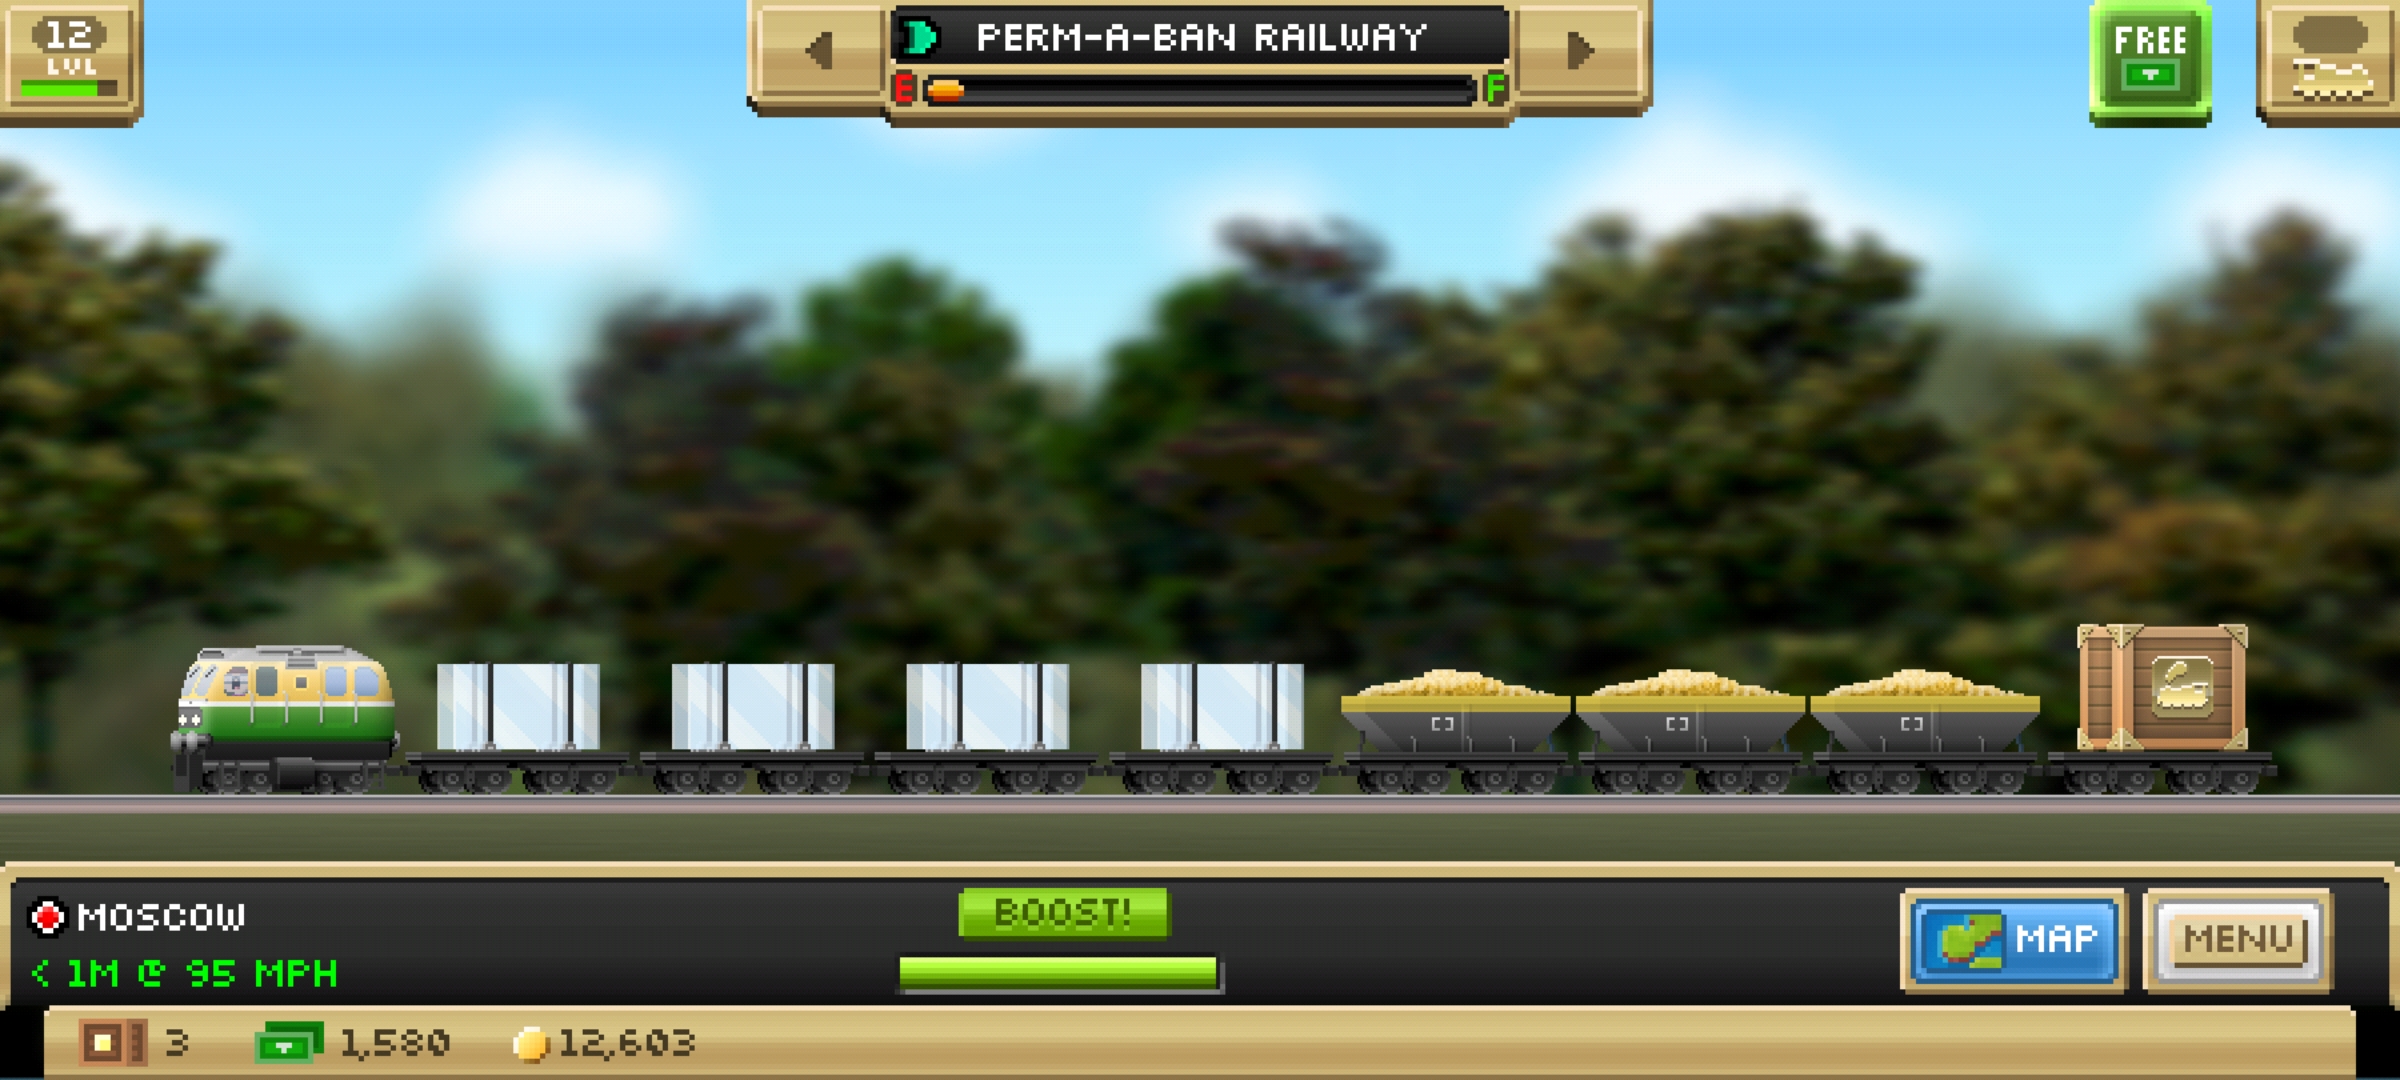 12
LVL
PERM-A-BAN RAILWAY
E F
FREE
MOSCOW
< 1M @ 95 MPH
BOOST!
MAP
MENU
3 1,580 12,603